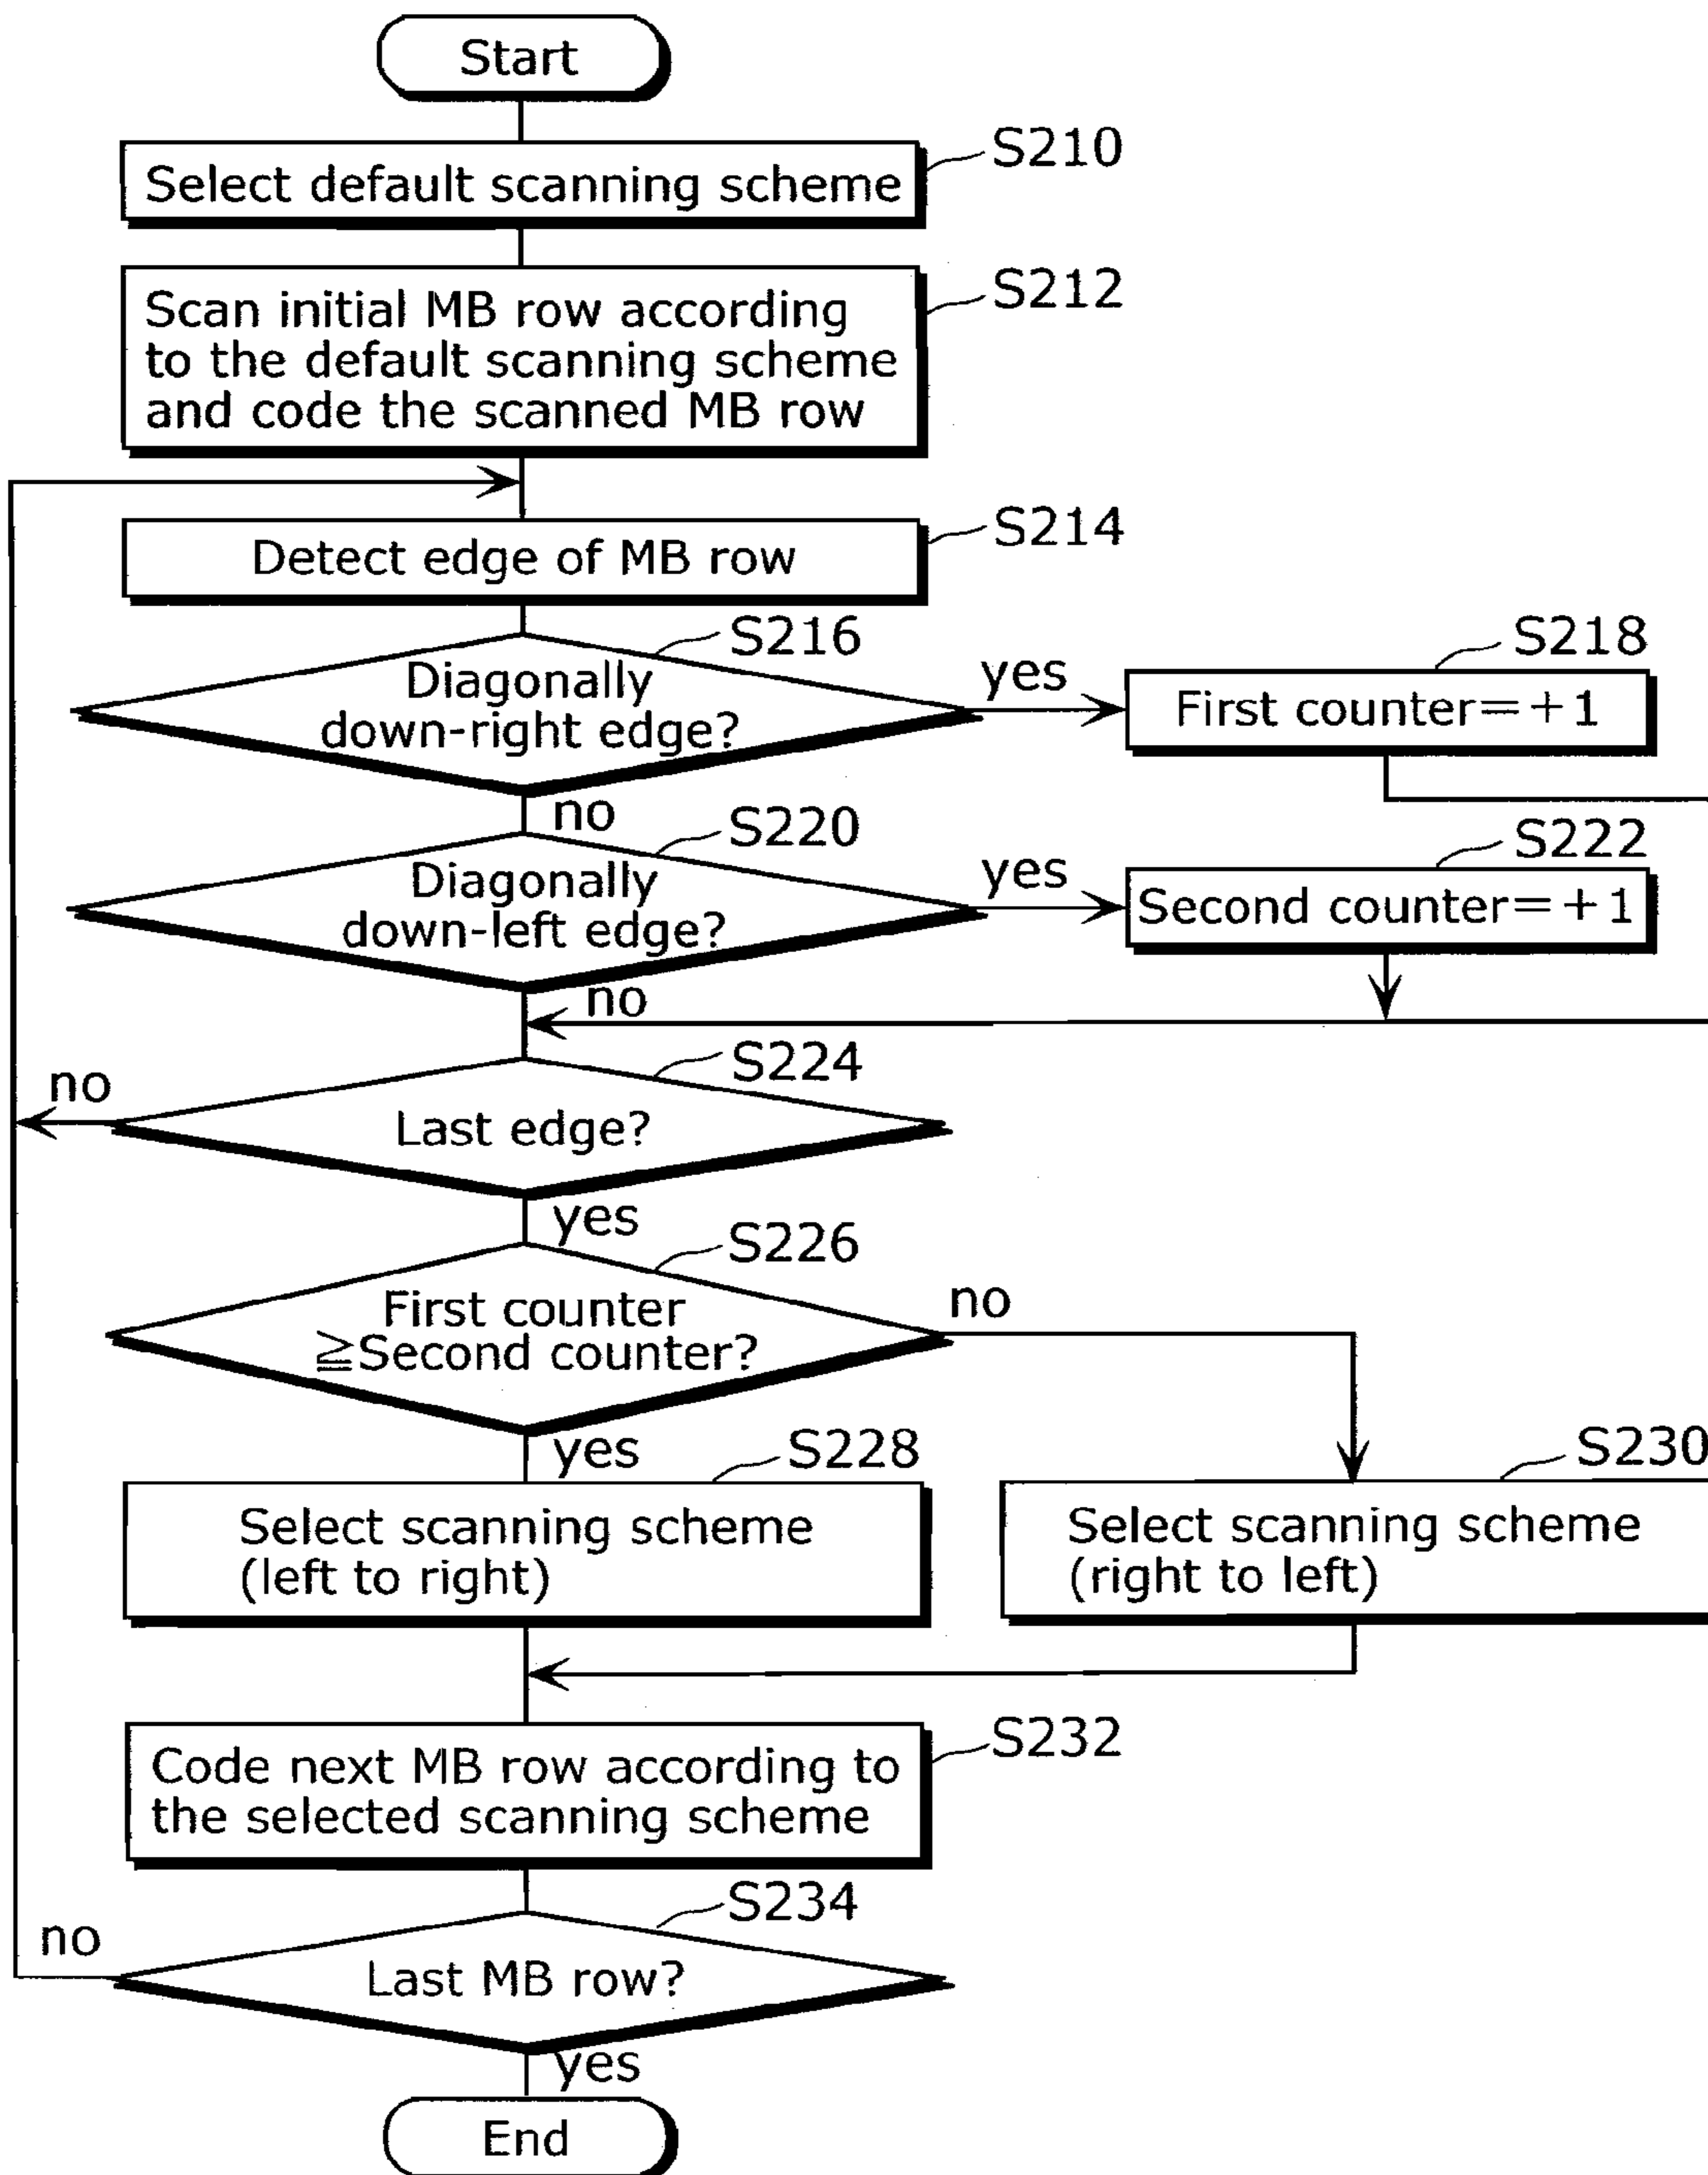 Start
S210
Select default scanning scheme
S212
Scan initial MB row according
to the default scanning scheme
and code the scanned MB row
S214
Detect edge of MB row
S216
Diagonally
down-right edge?
yes
S218
First counter=+1
no
S220
Diagonally
down-left edge?
yes
S222
Second counter=+1
no
S224
Last edge?
no
yes
S226
First counter
≧Second counter?
no
yes
S228
Select scanning scheme
(left to right)
S230
Select scanning scheme
(right to left)
S232
Code next MB row according to
the selected scanning scheme
S234
Last MB row?
no
yes
End